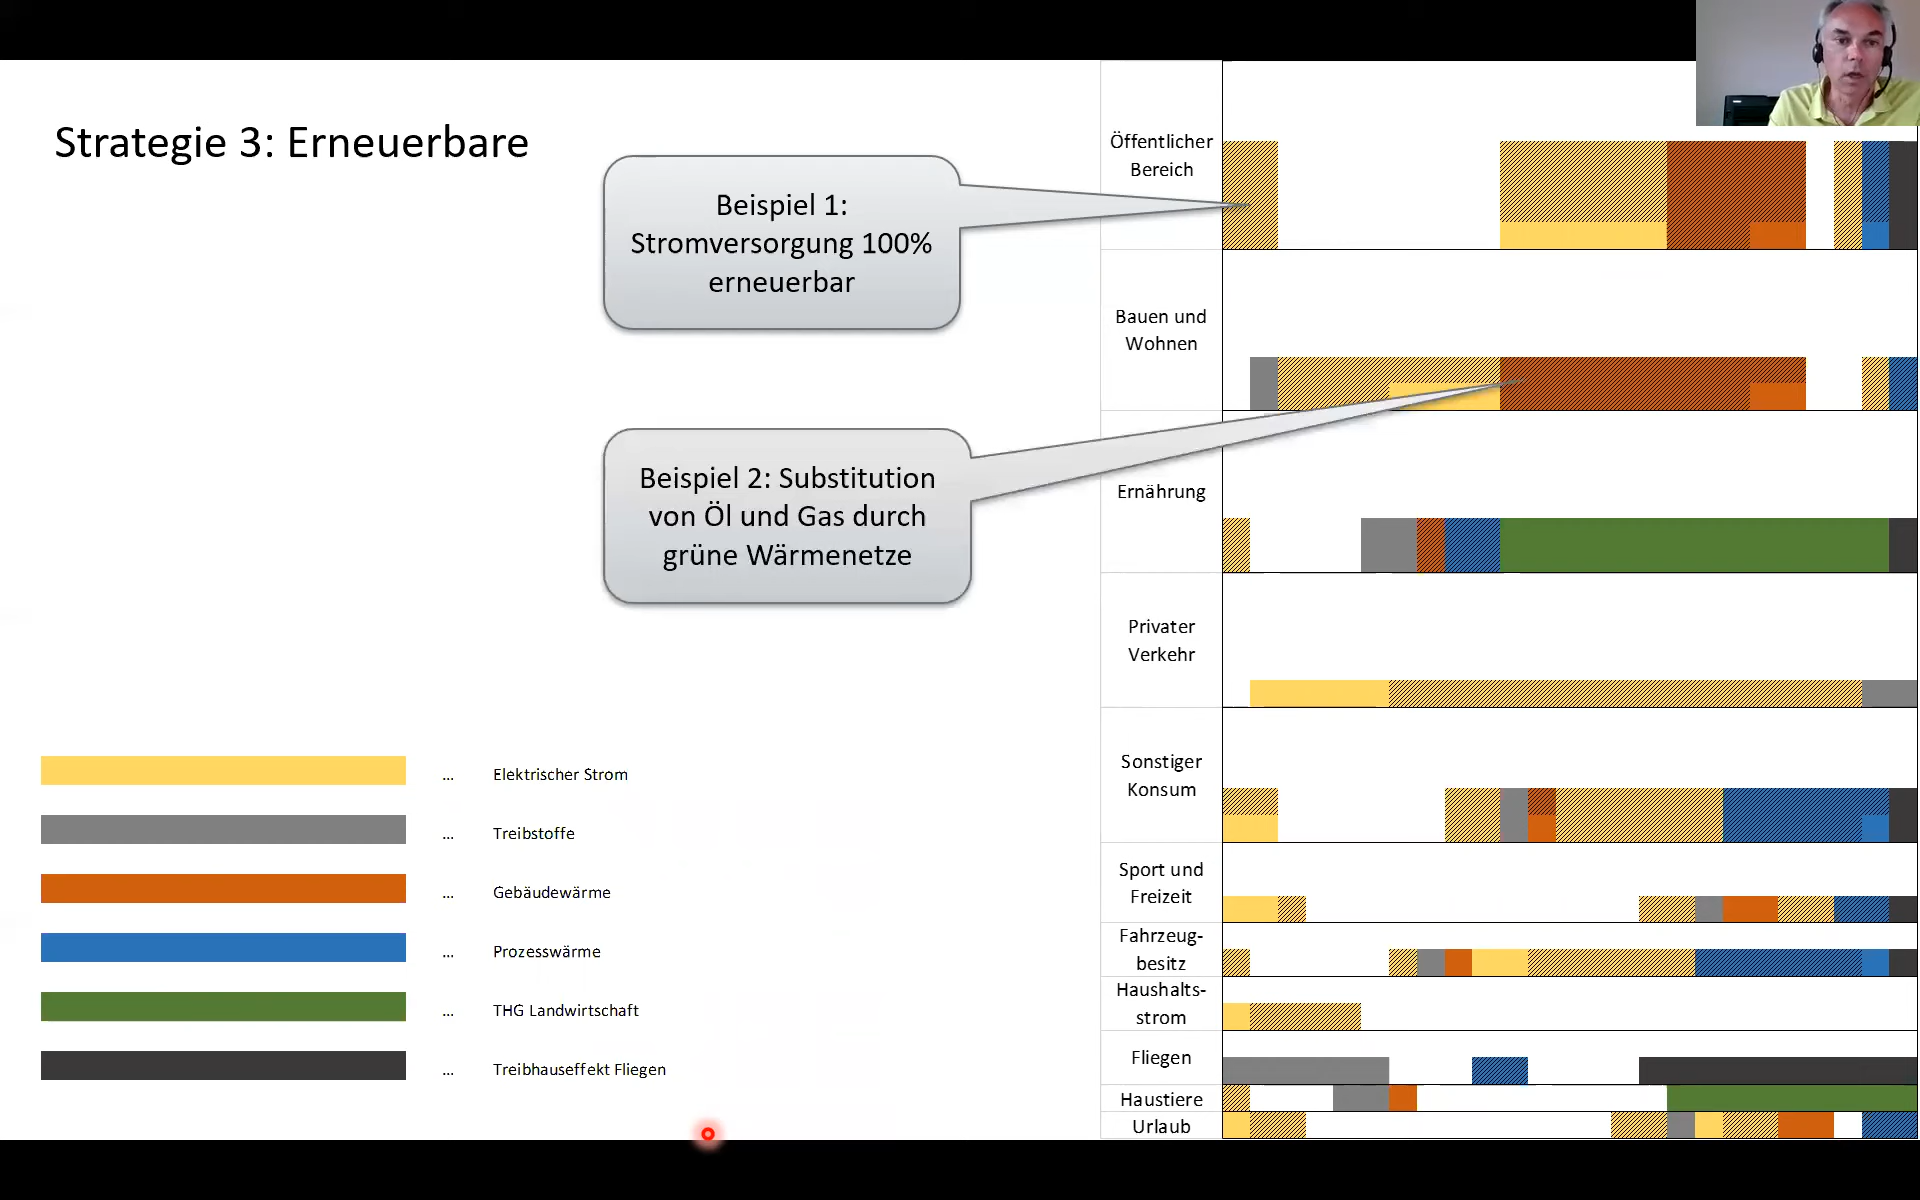 Strategie 3: Erneuerbare
Beispiel 1:
Stromversorgung 100%
erneuerbar
Beispiel 2: Substitution
von Öl und Gas durch
grüne Wärmenetze
... Elektrischer Strom
... Treibstoffe
... Gebäudewärme
... Prozesswärme
... THG Landwirtschaft
... Treibhauseffekt Fliegen
Öffentlicher
Bereich
Bauen und
Wohnen
Ernährung
Privater
Verkehr
Sonstiger
Konsum
Sport und
Freizeit
Fahrzeug-
besitz
Haushalts-
strom
Fliegen
Haustiere
Urlaub